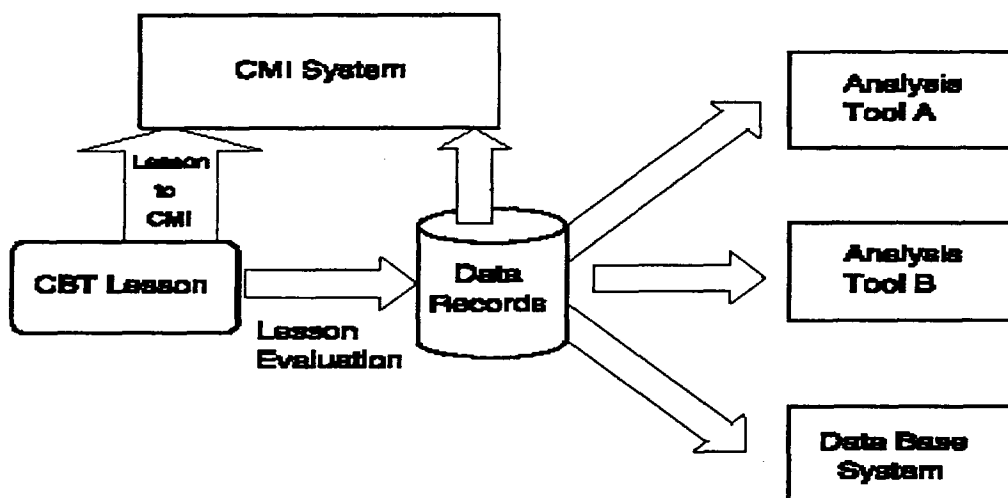 CMI System
Analysis
Tool A
Lesson
to
CMI
CBT Lesson
Data
Records
Analysis
Tool B
Lesson
Evaluation
Data Base
System